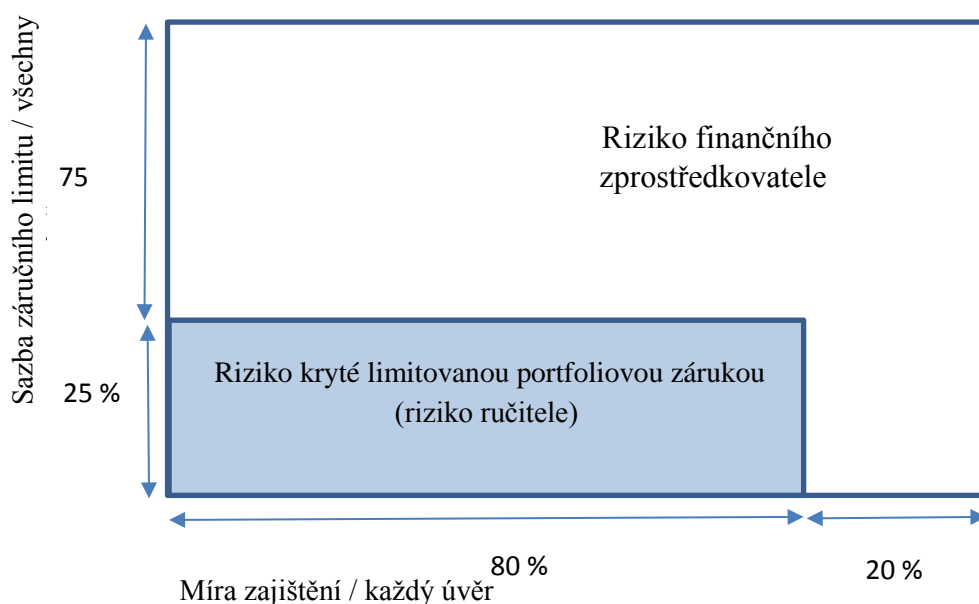 Sazba záručního limitu / všechny
75
25 %
Riziko finančního
zprostředkovatele
Riziko kryté limitovanou portfoliovou zárukou
(riziko ručitele)
80 %
20 %
Míra zajištění / každý úvěr